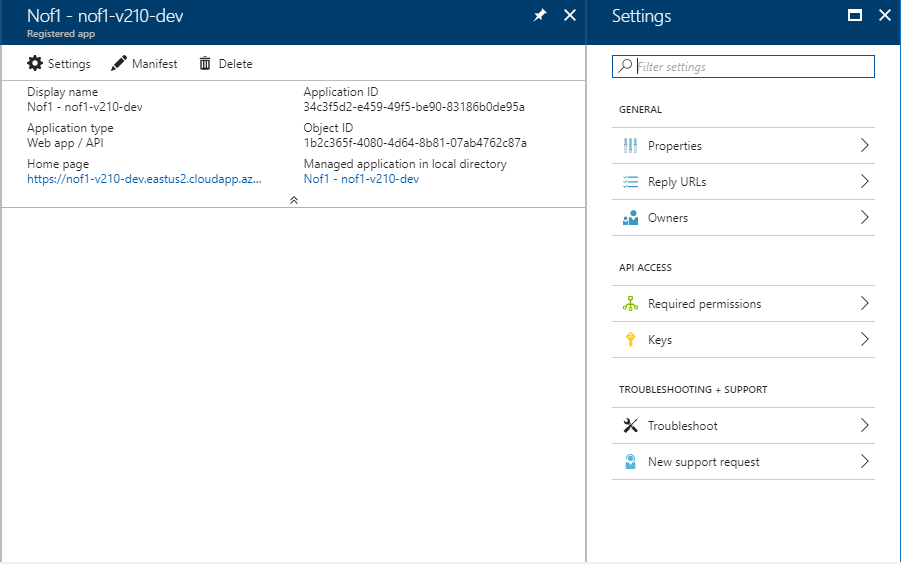 Nof1 - nof1-v210-dev
Registered app
Settings
Manifest
Delete
Display name
Nof1 - nof1-v210-dev
Application ID
34c3f5d2-e459-49f5-be90-83186b0de95a
Application type
Web app / API
Object ID
1b2c365f-4080-4d64-8b81-07ab4762c87a
Home page
https://nof1-v210-dev.eastus2.cloudapp.az...
Managed application in local directory
Nof1 - nof1-v210-dev
Settings
Filter settings
GENERAL
Properties
Reply URLs
Owners
API ACCESS
Required permissions
Keys
TROUBLESHOOTING + SUPPORT
Troubleshoot
New support request